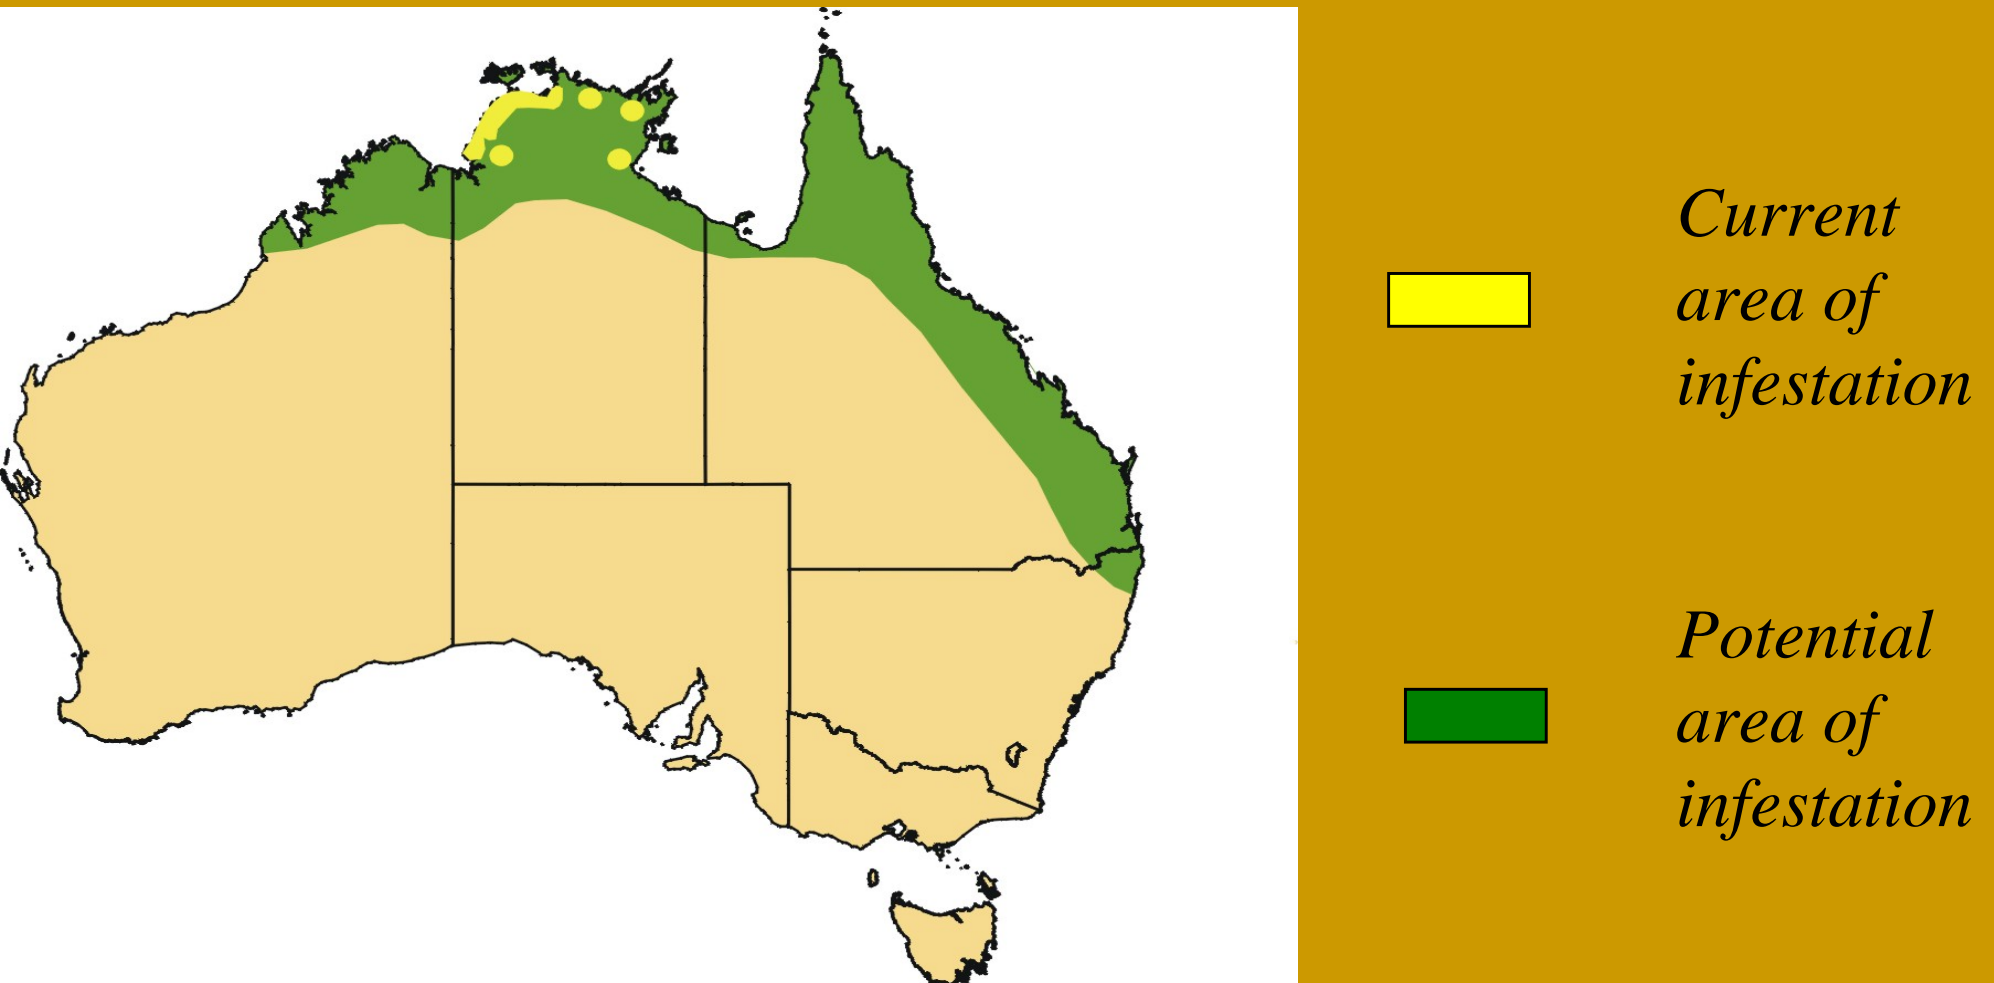 Current
area of
infestation
Potential
area of
infestation